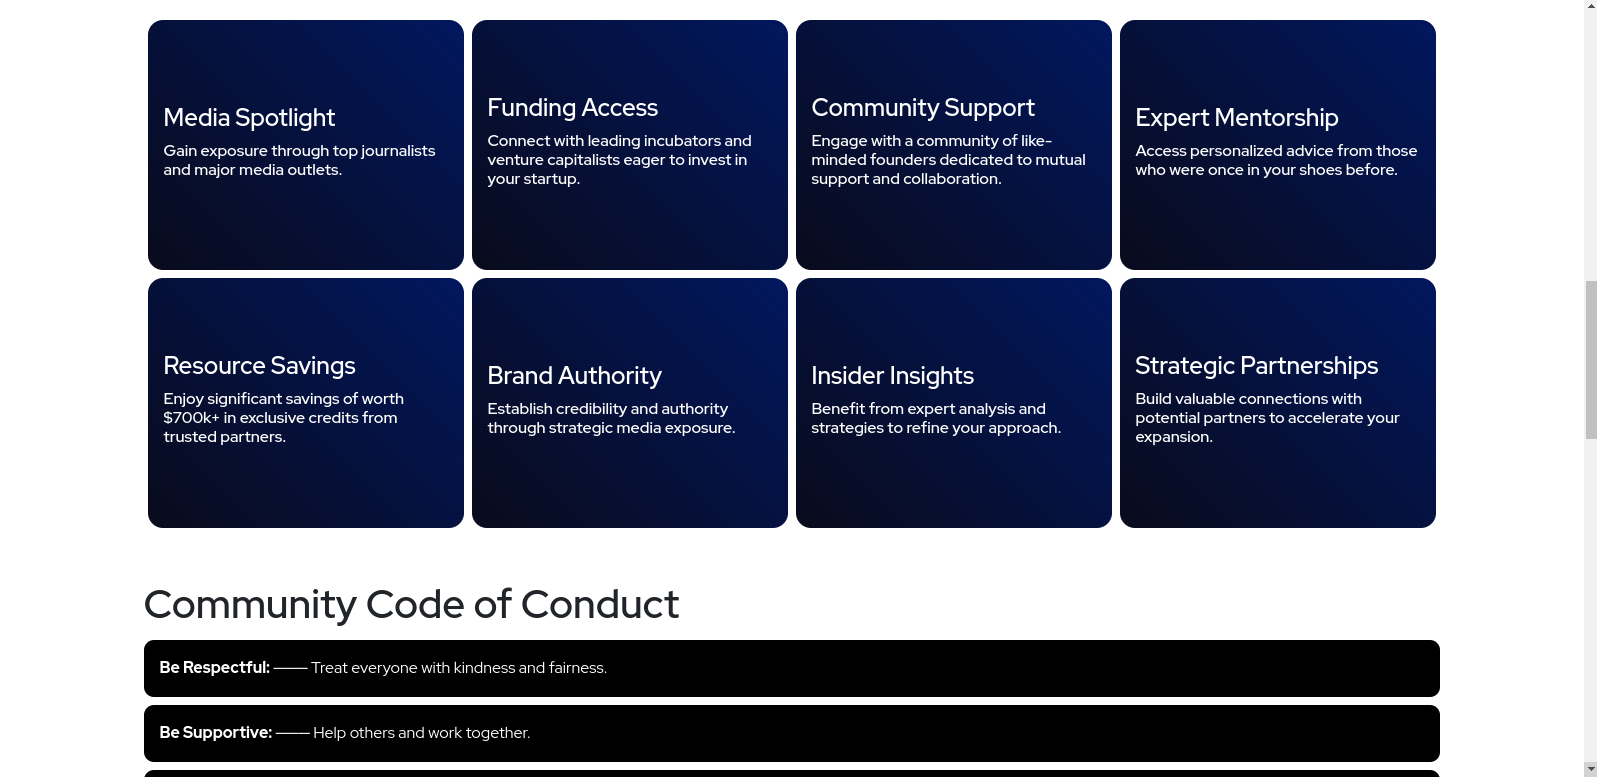 Media Spotlight
Gain exposure through top journalists
and major media outlets.
Funding Access
Connect with leading incubators and
venture capitalists eager to invest in
your startup.
Community Support
Engage with a community of like-
minded founders dedicated to mutual
support and collaboration.
Expert Mentorship
Access personalized advice from those
who were once in your shoes before.
Resource Savings
Enjoy significant savings of worth
$700k+ in exclusive credits from
trusted partners.
Brand Authority
Establish credibility and authority
through strategic media exposure.
Insider Insights
Benefit from expert analysis and
strategies to refine your approach.
Strategic Partnerships
Build valuable connections with
potential partners to accelerate your
expansion.
Community Code of Conduct
Be Respectful: —— Treat everyone with kindness and fairness.
Be Supportive: —— Help others and work together.